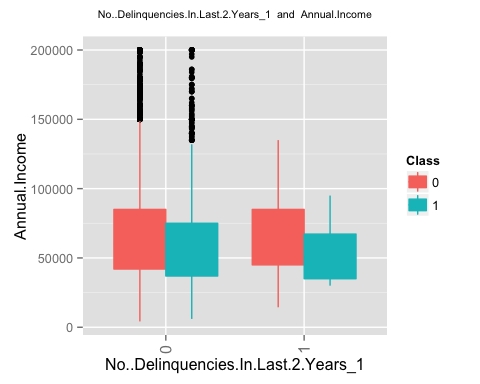 No..Delinquencies.In.Last.2.Years_1 and Annual.Income
200000
150000
100000
50000
0
Annual.Income
0
1
No..Delinquencies.In.Last.2.Years_1
Class
0
1